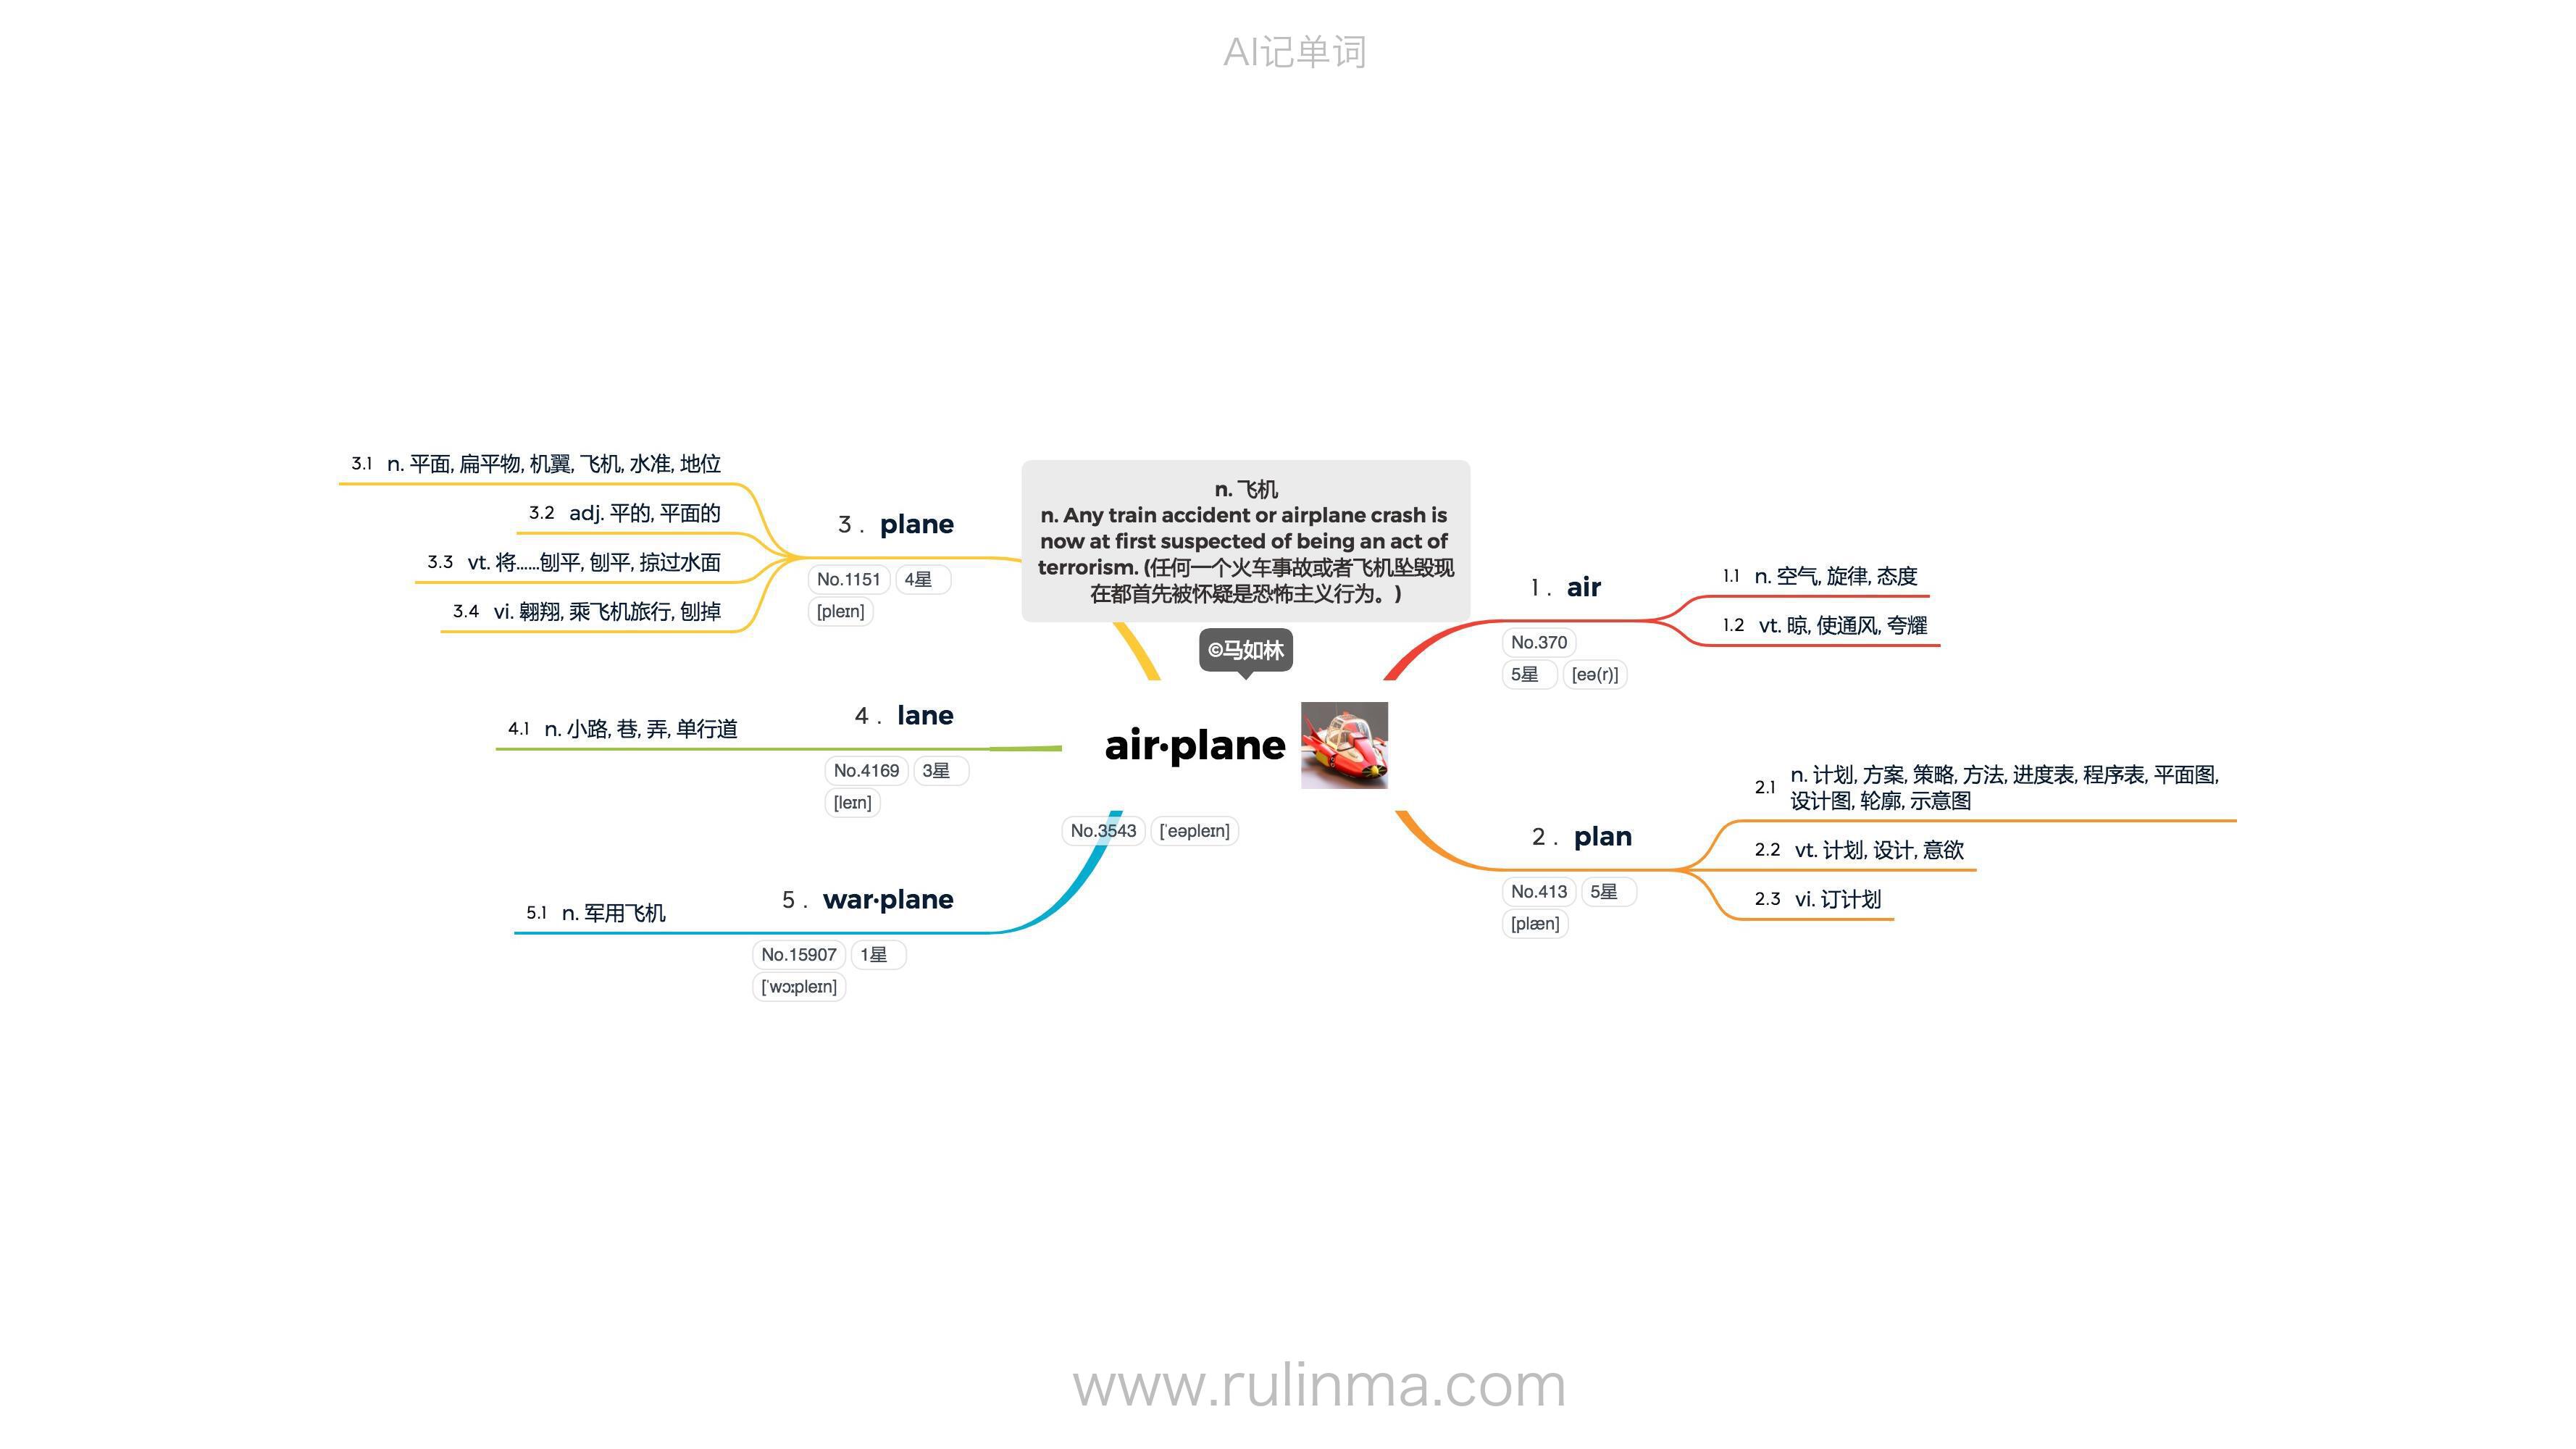 AI记单词
n. 飞机
n. Any train accident or airplane crash is
now at first suspected of being an act of
terrorism. (任何一个火车事故或者飞机坠毁现
在都首先被怀疑是恐怖主义行为。)
©马如林
air·plane
No.3543 [ˈeəpleɪn]
1. air
No.370
5星 [eə(r)]
1.1 n. 空气, 旋律, 态度
1.2 vt. 晾, 使通风, 夸耀
2. plan
No.413 5星
[plæn]
2.1 n. 计划, 方案, 策略, 方法, 进度表, 程序表, 平面图,
设计图, 轮廓, 示意图
2.2 vt. 计划, 设计, 意欲
2.3 vi. 订计划
3. plane
No.1151 4星
[pleɪn]
3.1 n. 平面, 扁平物, 机翼, 飞机, 水准, 地位
3.2 adj. 平的, 平面的
3.3 vt. 将……刨平, 刨平, 掠过水面
3.4 vi. 翱翔, 乘飞机旅行, 刨掉
4. lane
No.4169 3星
[leɪn]
4.1 n. 小路, 巷, 弄, 单行道
5. war·plane
No.15907 1星
[ˈwɔːpleɪn]
5.1 n. 军用飞机
www.rulinma.com